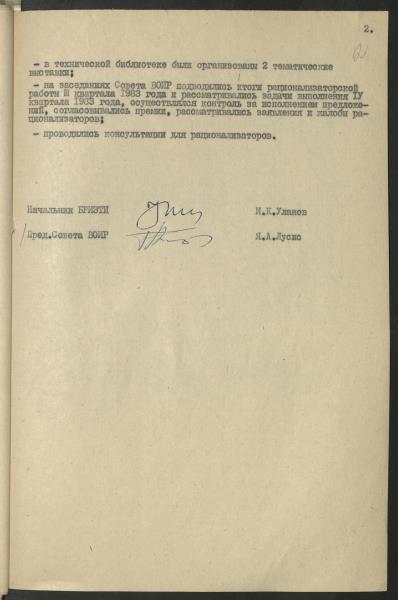 2.
- в технической библиотеке были организованы 2 тематические
выставки;
- на заседаниях Совета ВОИР подводились итоги рационализаторской
работы III квартала 1983 года и рассматривались задачи выполнения IУ
квартала 1983 года, осуществлялся контроль за исполнением предложе-
ний, согласовывались премии, рассматривались заявления и жалобы ра-
ционализаторов;
- проводились консультации для рационализаторов.
Начальник БРИЗТИ И.К.Уланов
Пред.Совета ВОИР Я.А.Дусно